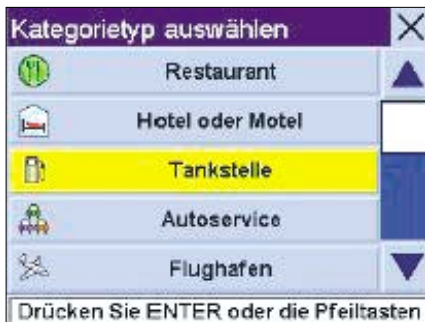 Kategorietyp auswählen
Restaurant
Hotel oder Motel
Tankstelle
Autoservice
Flughafen
Drücken Sie ENTER oder die Pfeiltasten